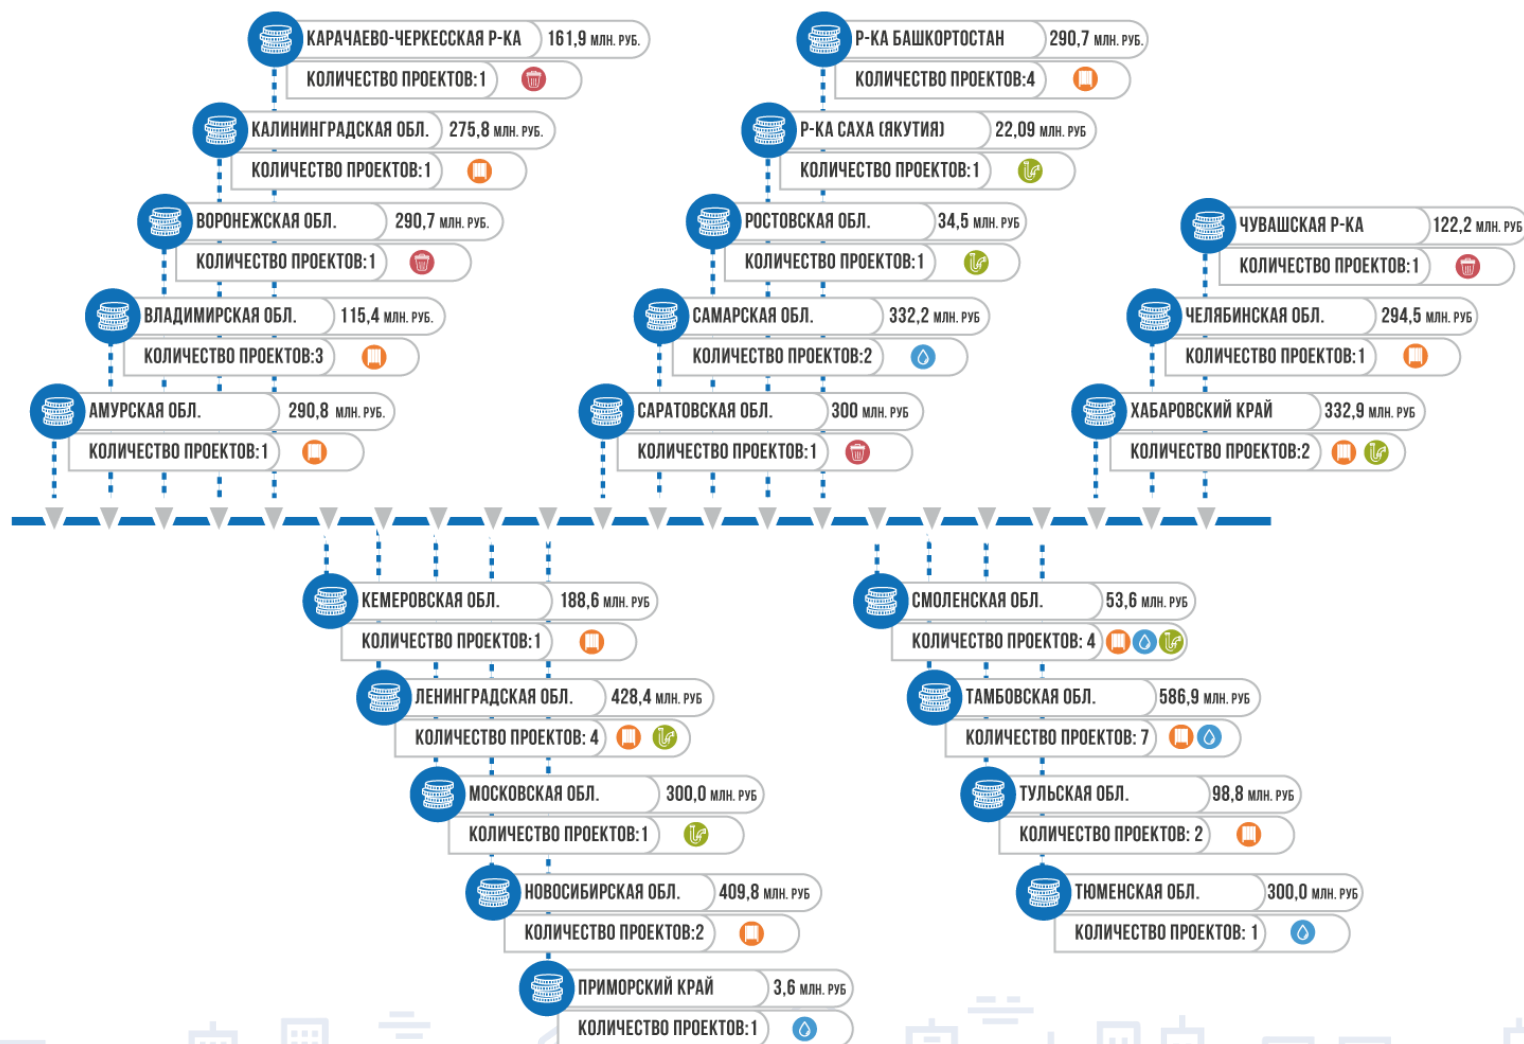 КАРАЧАЕВО-ЧЕРКЕССКАЯ Р-КА 161,9 МЛН. РУБ.
КОЛИЧЕСТВО ПРОЕКТОВ:1
КАЛИНИНГРАДСКАЯ ОБЛ. 275,8 МЛН. РУБ.
КОЛИЧЕСТВО ПРОЕКТОВ:1
ВОРОНЕЖСКАЯ ОБЛ. 290,7 МЛН. РУБ.
КОЛИЧЕСТВО ПРОЕКТОВ:1
ВЛАДИМИРСКАЯ ОБЛ. 115,4 МЛН. РУБ.
КОЛИЧЕСТВО ПРОЕКТОВ:3
АМУРСКАЯ ОБЛ. 290,8 МЛН. РУБ.
КОЛИЧЕСТВО ПРОЕКТОВ:1
Р-КА БАШКОРТОСТАН 290,7 МЛН. РУБ.
КОЛИЧЕСТВО ПРОЕКТОВ:4
Р-КА САХА (ЯКУТИЯ) 22,09 МЛН. РУБ
КОЛИЧЕСТВО ПРОЕКТОВ:1
РОСТОВСКАЯ ОБЛ. 34,5 МЛН. РУБ
КОЛИЧЕСТВО ПРОЕКТОВ:1
САМАРСКАЯ ОБЛ. 332,2 МЛН. РУБ
КОЛИЧЕСТВО ПРОЕКТОВ:2
САРАТОВСКАЯ ОБЛ. 300 МЛН. РУБ
КОЛИЧЕСТВО ПРОЕКТОВ:1
ЧУВАШСКАЯ Р-КА 122,2 МЛН. РУБ
КОЛИЧЕСТВО ПРОЕКТОВ:1
ЧЕЛЯБИНСКАЯ ОБЛ. 294,5 МЛН. РУБ
КОЛИЧЕСТВО ПРОЕКТОВ:1
ХАБАРОВСКИЙ КРАЙ 332,9 МЛН. РУБ
КОЛИЧЕСТВО ПРОЕКТОВ:2
КЕМЕРОВСКАЯ ОБЛ. 188,6 МЛН. РУБ
КОЛИЧЕСТВО ПРОЕКТОВ:1
ЛЕНИНГРАДСКАЯ ОБЛ. 428,4 МЛН. РУБ
КОЛИЧЕСТВО ПРОЕКТОВ: 4
МОСКОВСКАЯ ОБЛ. 300,0 МЛН. РУБ
КОЛИЧЕСТВО ПРОЕКТОВ:1
НОВОСИБИРСКАЯ ОБЛ. 409,8 МЛН. РУБ
КОЛИЧЕСТВО ПРОЕКТОВ:2
ПРИМОРСКИЙ КРАЙ 3,6 МЛН. РУБ
КОЛИЧЕСТВО ПРОЕКТОВ:1
СМОЛЕНСКАЯ ОБЛ. 53,6 МЛН. РУБ
КОЛИЧЕСТВО ПРОЕКТОВ: 4
ТАМБОВСКАЯ ОБЛ. 586,9 МЛН. РУБ
КОЛИЧЕСТВО ПРОЕКТОВ: 7
ТУЛЬСКАЯ ОБЛ. 98,8 МЛН. РУБ
КОЛИЧЕСТВО ПРОЕКТОВ: 2
ТЮМЕНСКАЯ ОБЛ. 300,0 МЛН. РУБ
КОЛИЧЕСТВО ПРОЕКТОВ: 1